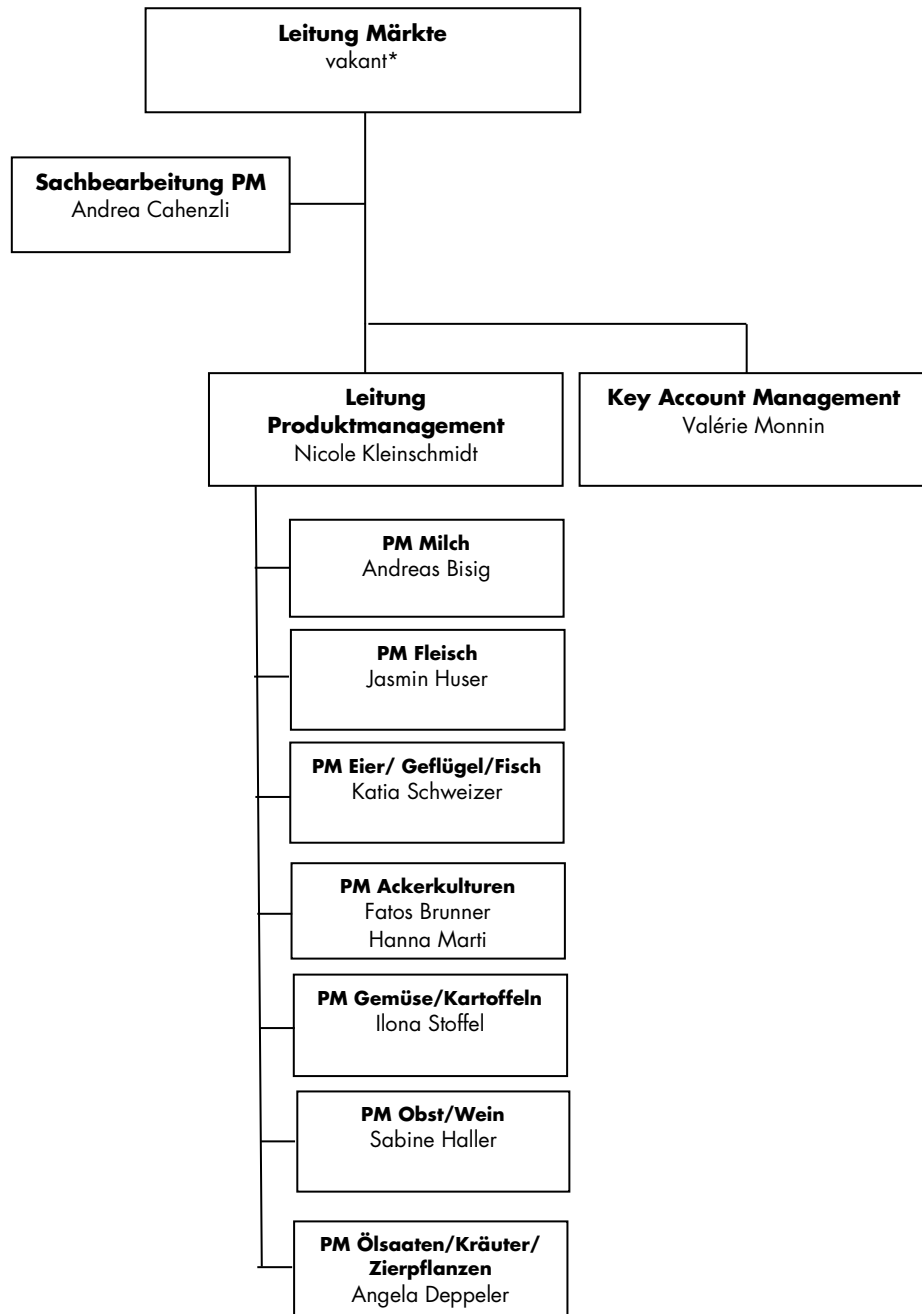 Leitung Märkte
vakant*
Sachbearbeitung PM
Andrea Cahenzli
Leitung
Produktmanagement
Nicole Kleinschmidt
Key Account Management
Valérie Monnin
PM Milch
Andreas Bisig
PM Fleisch
Jasmin Huser
PM Eier/ Geflügel/Fisch
Katia Schweizer
PM Ackerkulturen
Fatos Brunner
Hanna Marti
PM Gemüse/Kartoffeln
Ilona Stoffel
PM Obst/Wein
Sabine Haller
PM Ölsaaten/Kräuter/
Zierpflanzen
Angela Deppeler